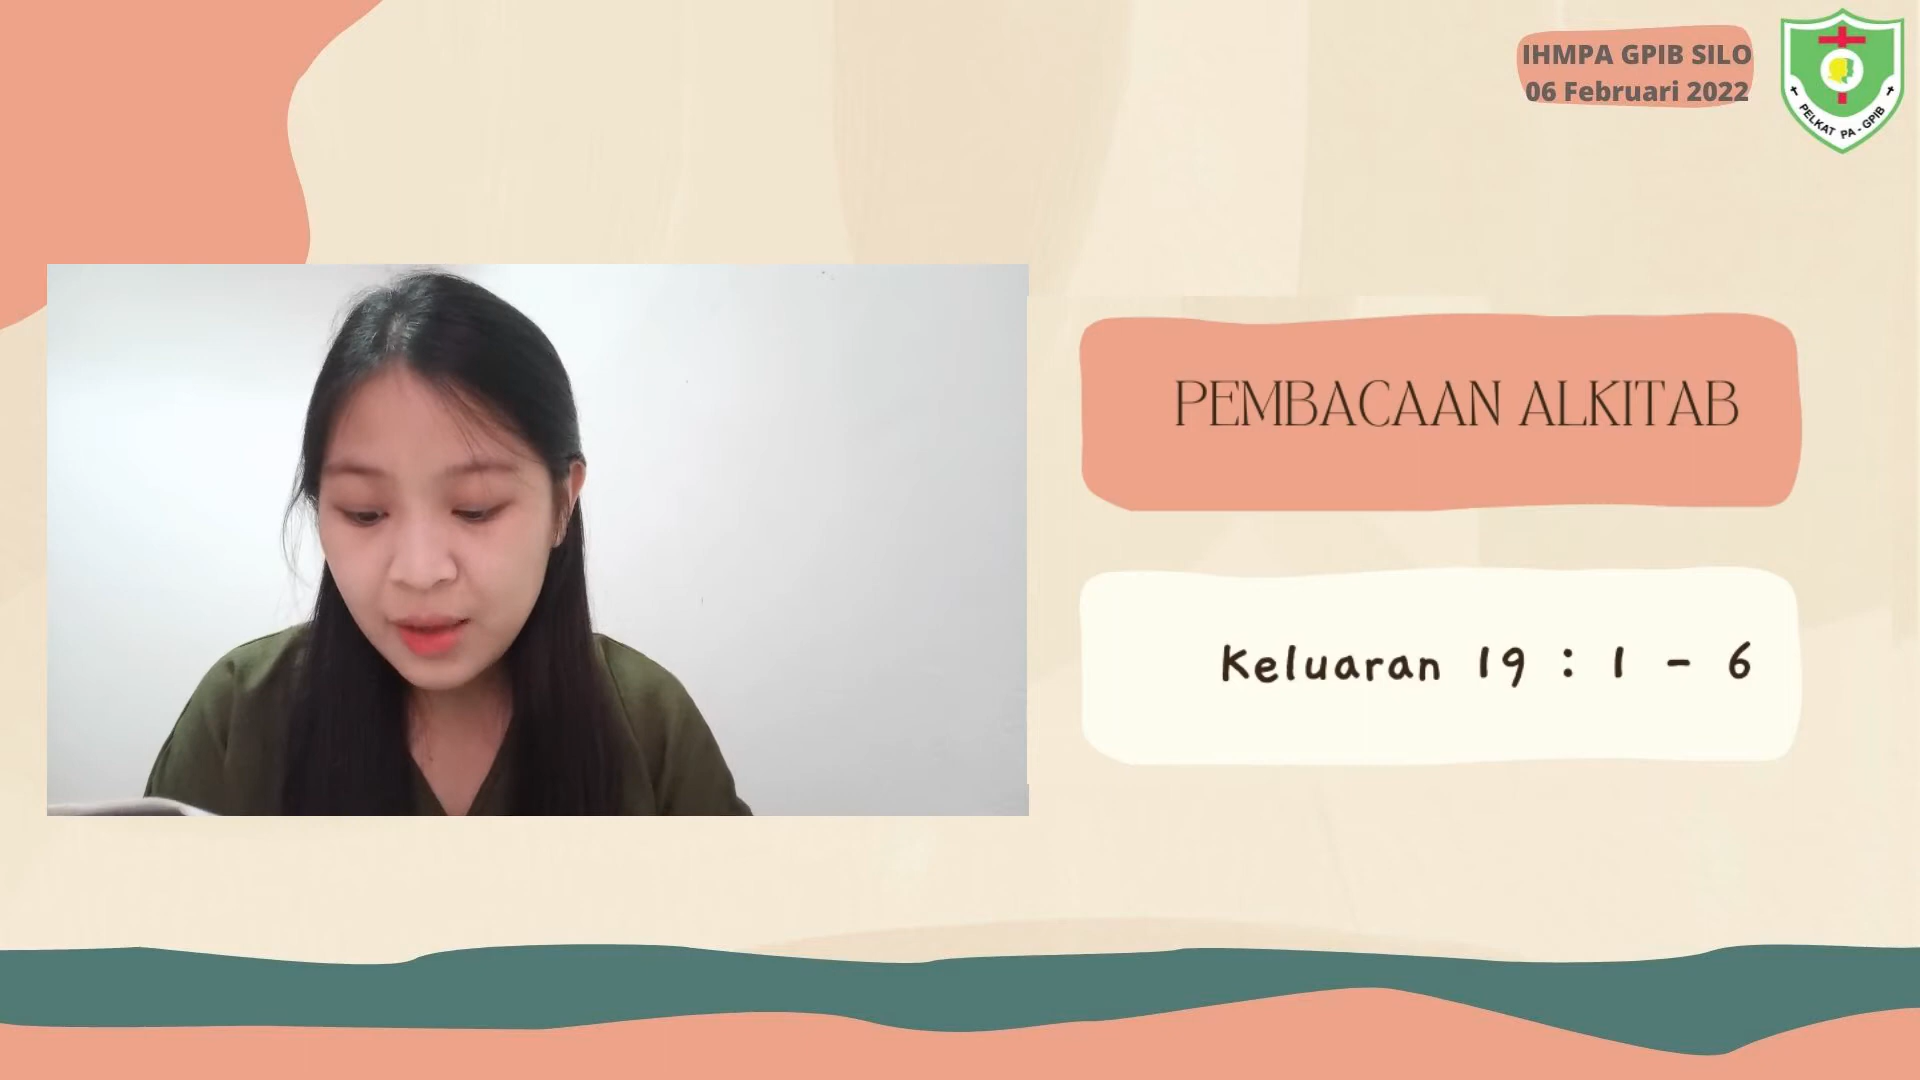 IHMPA GPIB SILO
06 Februari 2022
PELKAT PA - GPIB
PEMBACAAN ALKITAB
Keluaran 19 : 1 - 6